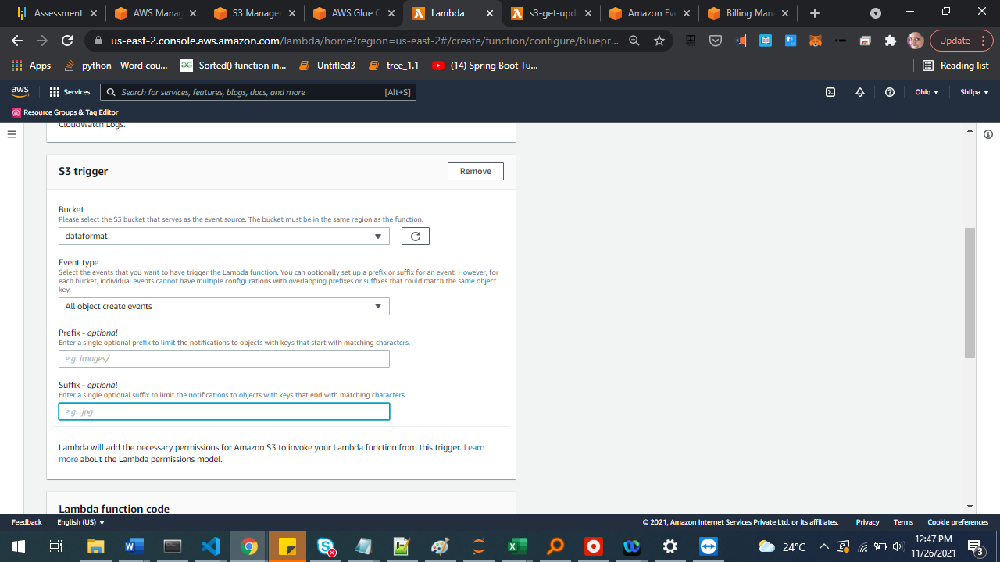 Assessment
AWS Manag
S3 Manager
AWS Glue C
Lambda
s3-get-upda
Amazon Eve
Billing Man
us-east-2.console.aws.amazon.com/lambda/home?region=us-east-2#/create/function/configure/bluepr...
Update
Apps
python - Word cou...
Sorted() function in...
Untitled3
tree_1.1
(14) Spring Boot Tu...
Reading list
aws
Services
Search for services, features, blogs, docs, and more
[Alt+S]
Ohio
Shilpa
Resource Groups & Tag Editor
CloudWatch Logs.
S3 trigger
Remove
Bucket
Please select the S3 bucket that serves as the event source. The bucket must be in the same region as the function.
dataformat
Event type
Select the events that you want to have trigger the Lambda function. You can optionally set up a prefix or suffix for an event. However, for
each bucket, individual events cannot have multiple configurations with overlapping prefixes or suffixes that could match the same object
key.
All object create events
Prefix - optional
Enter a single optional prefix to limit the notifications to objects with keys that start with matching characters.
e.g. images/
Suffix - optional
Enter a single optional suffix to limit the notifications to objects with keys that end with matching characters.
e.g. .jpg
Lambda will add the necessary permissions for Amazon S3 to invoke your Lambda function from this trigger. Learn
more about the Lambda permissions model.
Lambda function code
Feedback
English (US)
© 2021, Amazon Internet Services Private Ltd. or its affiliates.
Privacy
Terms
Cookie preferences
24°C
12:47 PM
11/26/2021
3